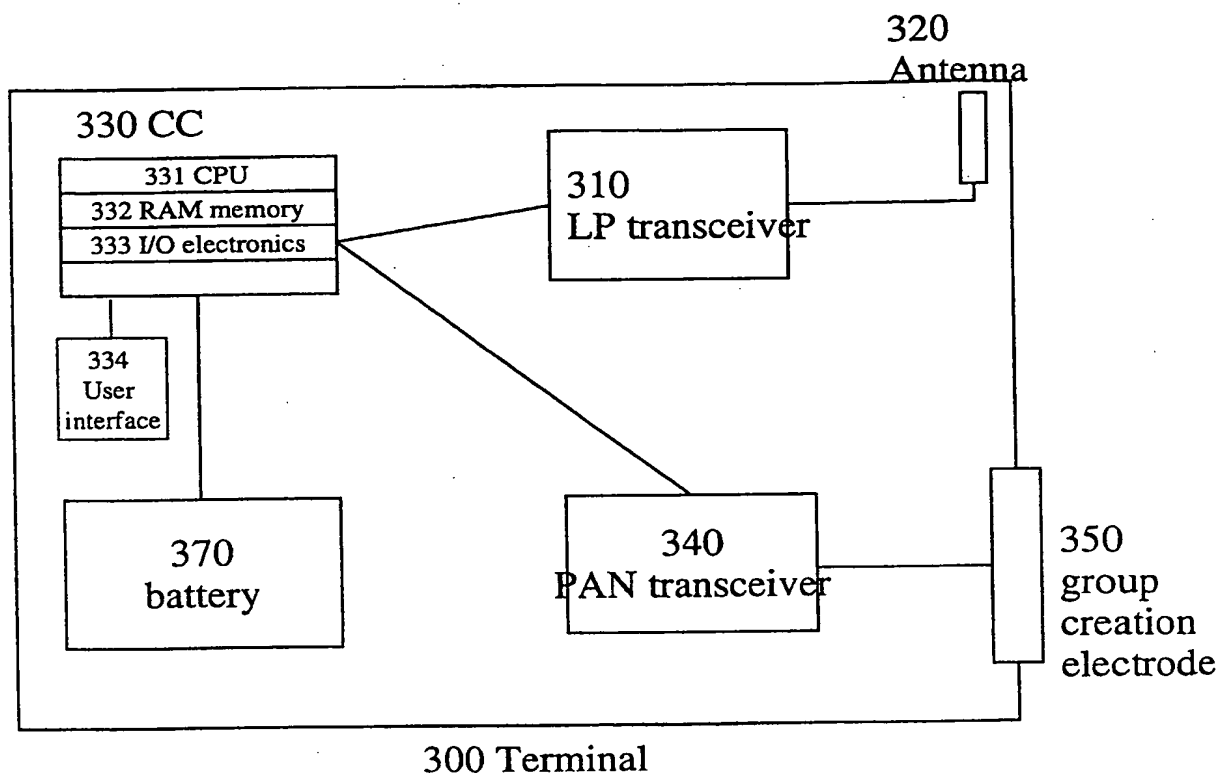 320
Antenna
330 CC
331 CPU
332 RAM memory
333 I/O electronics
310
LP transceiver
334
User
interface
370
battery
340
PAN transceiver
350
group
creation
electrode
300 Terminal